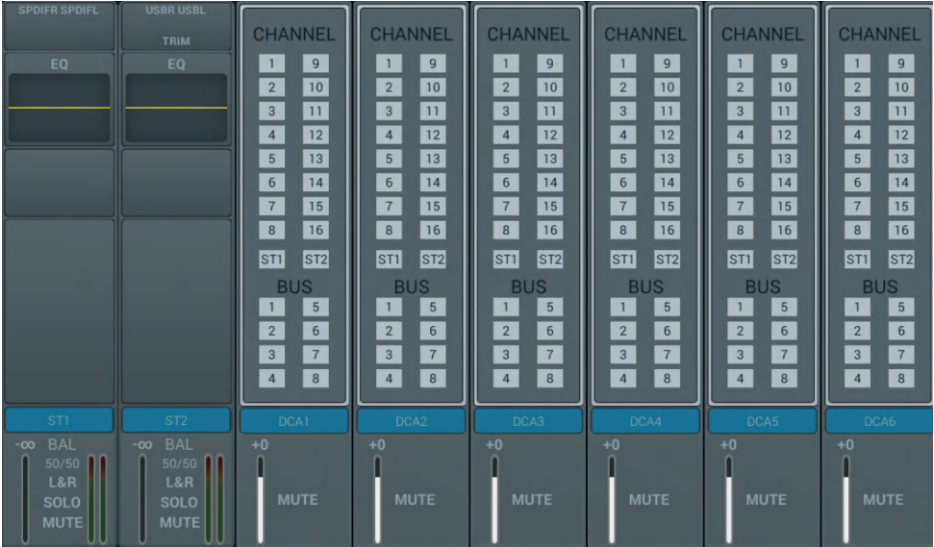 SPDIFR SPDIFL
EQ
ST1
-∞ BAL
50/50
L&R
SOLO
MUTE
USBR USBL
TRIM
EQ
ST2
-∞ BAL
50/50
L&R
SOLO
MUTE
CHANNEL
1 9
2 10
3 11
4 12
5 13
6 14
7 15
8 16
ST1 ST2
BUS
1 5
2 6
3 7
4 8
DCA1
+0
MUTE
CHANNEL
1 9
2 10
3 11
4 12
5 13
6 14
7 15
8 16
ST1 ST2
BUS
1 5
2 6
3 7
4 8
DCA2
+0
MUTE
CHANNEL
1 9
2 10
3 11
4 12
5 13
6 14
7 15
8 16
ST1 ST2
BUS
1 5
2 6
3 7
4 8
DCA3
+0
MUTE
CHANNEL
1 9
2 10
3 11
4 12
5 13
6 14
7 15
8 16
ST1 ST2
BUS
1 5
2 6
3 7
4 8
DCA4
+0
MUTE
CHANNEL
1 9
2 10
3 11
4 12
5 13
6 14
7 15
8 16
ST1 ST2
BUS
1 5
2 6
3 7
4 8
DCA5
+0
MUTE
CHANNEL
1 9
2 10
3 11
4 12
5 13
6 14
7 15
8 16
ST1 ST2
BUS
1 5
2 6
3 7
4 8
DCA6
+0
MUTE